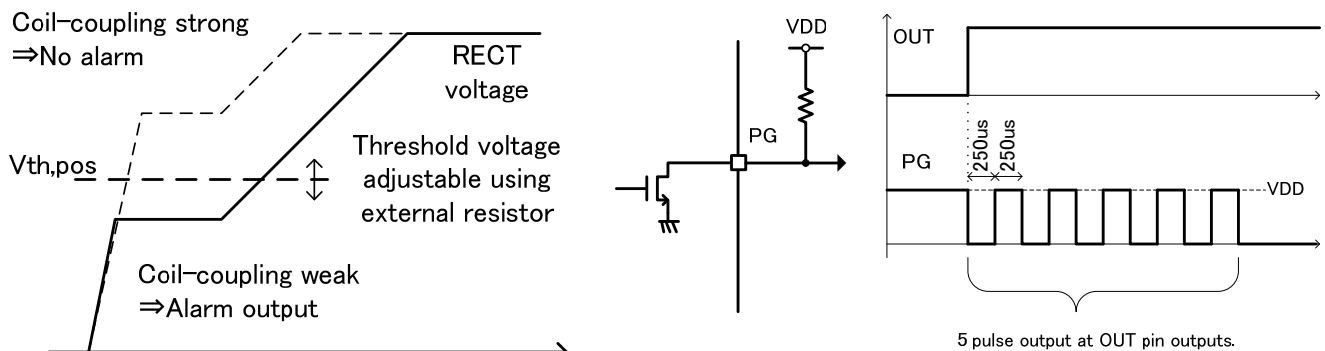 Coil-coupling strong
⇒No alarm
RECT
voltage
Vth,pos
Threshold voltage
adjustable using
external resistor
Coil-coupling weak
⇒Alarm output
VDD
PG
OUT
250us
250us
PG
VDD
5 pulse output at OUT pin outputs.